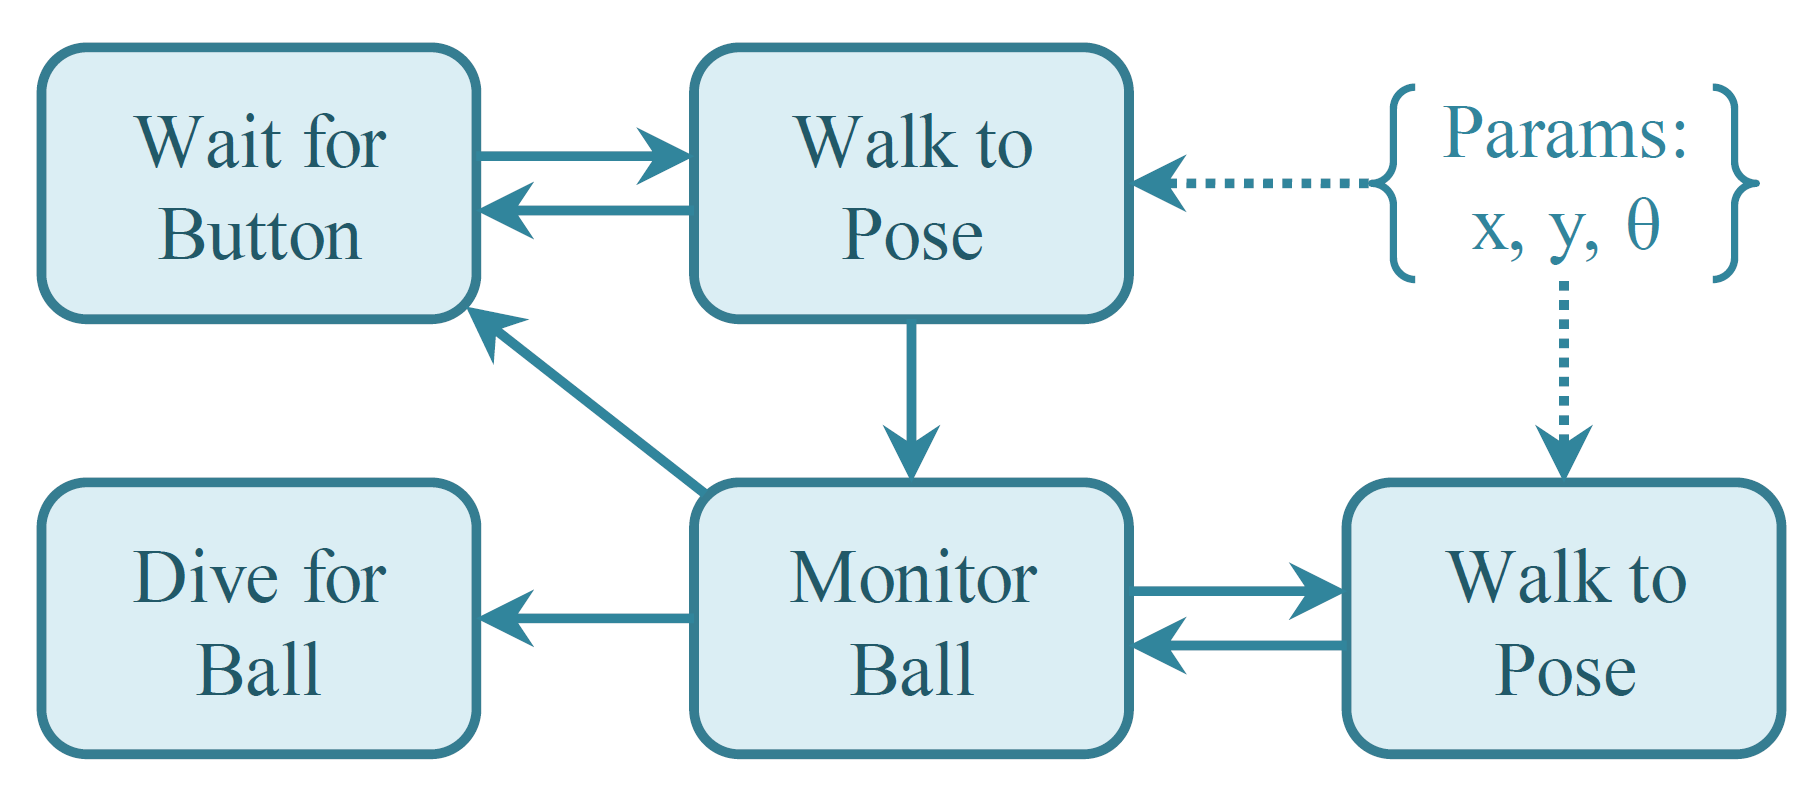 Wait for
Button
Walk to
Pose
Params:
x, y, θ
Dive for
Ball
Monitor
Ball
Walk to
Pose